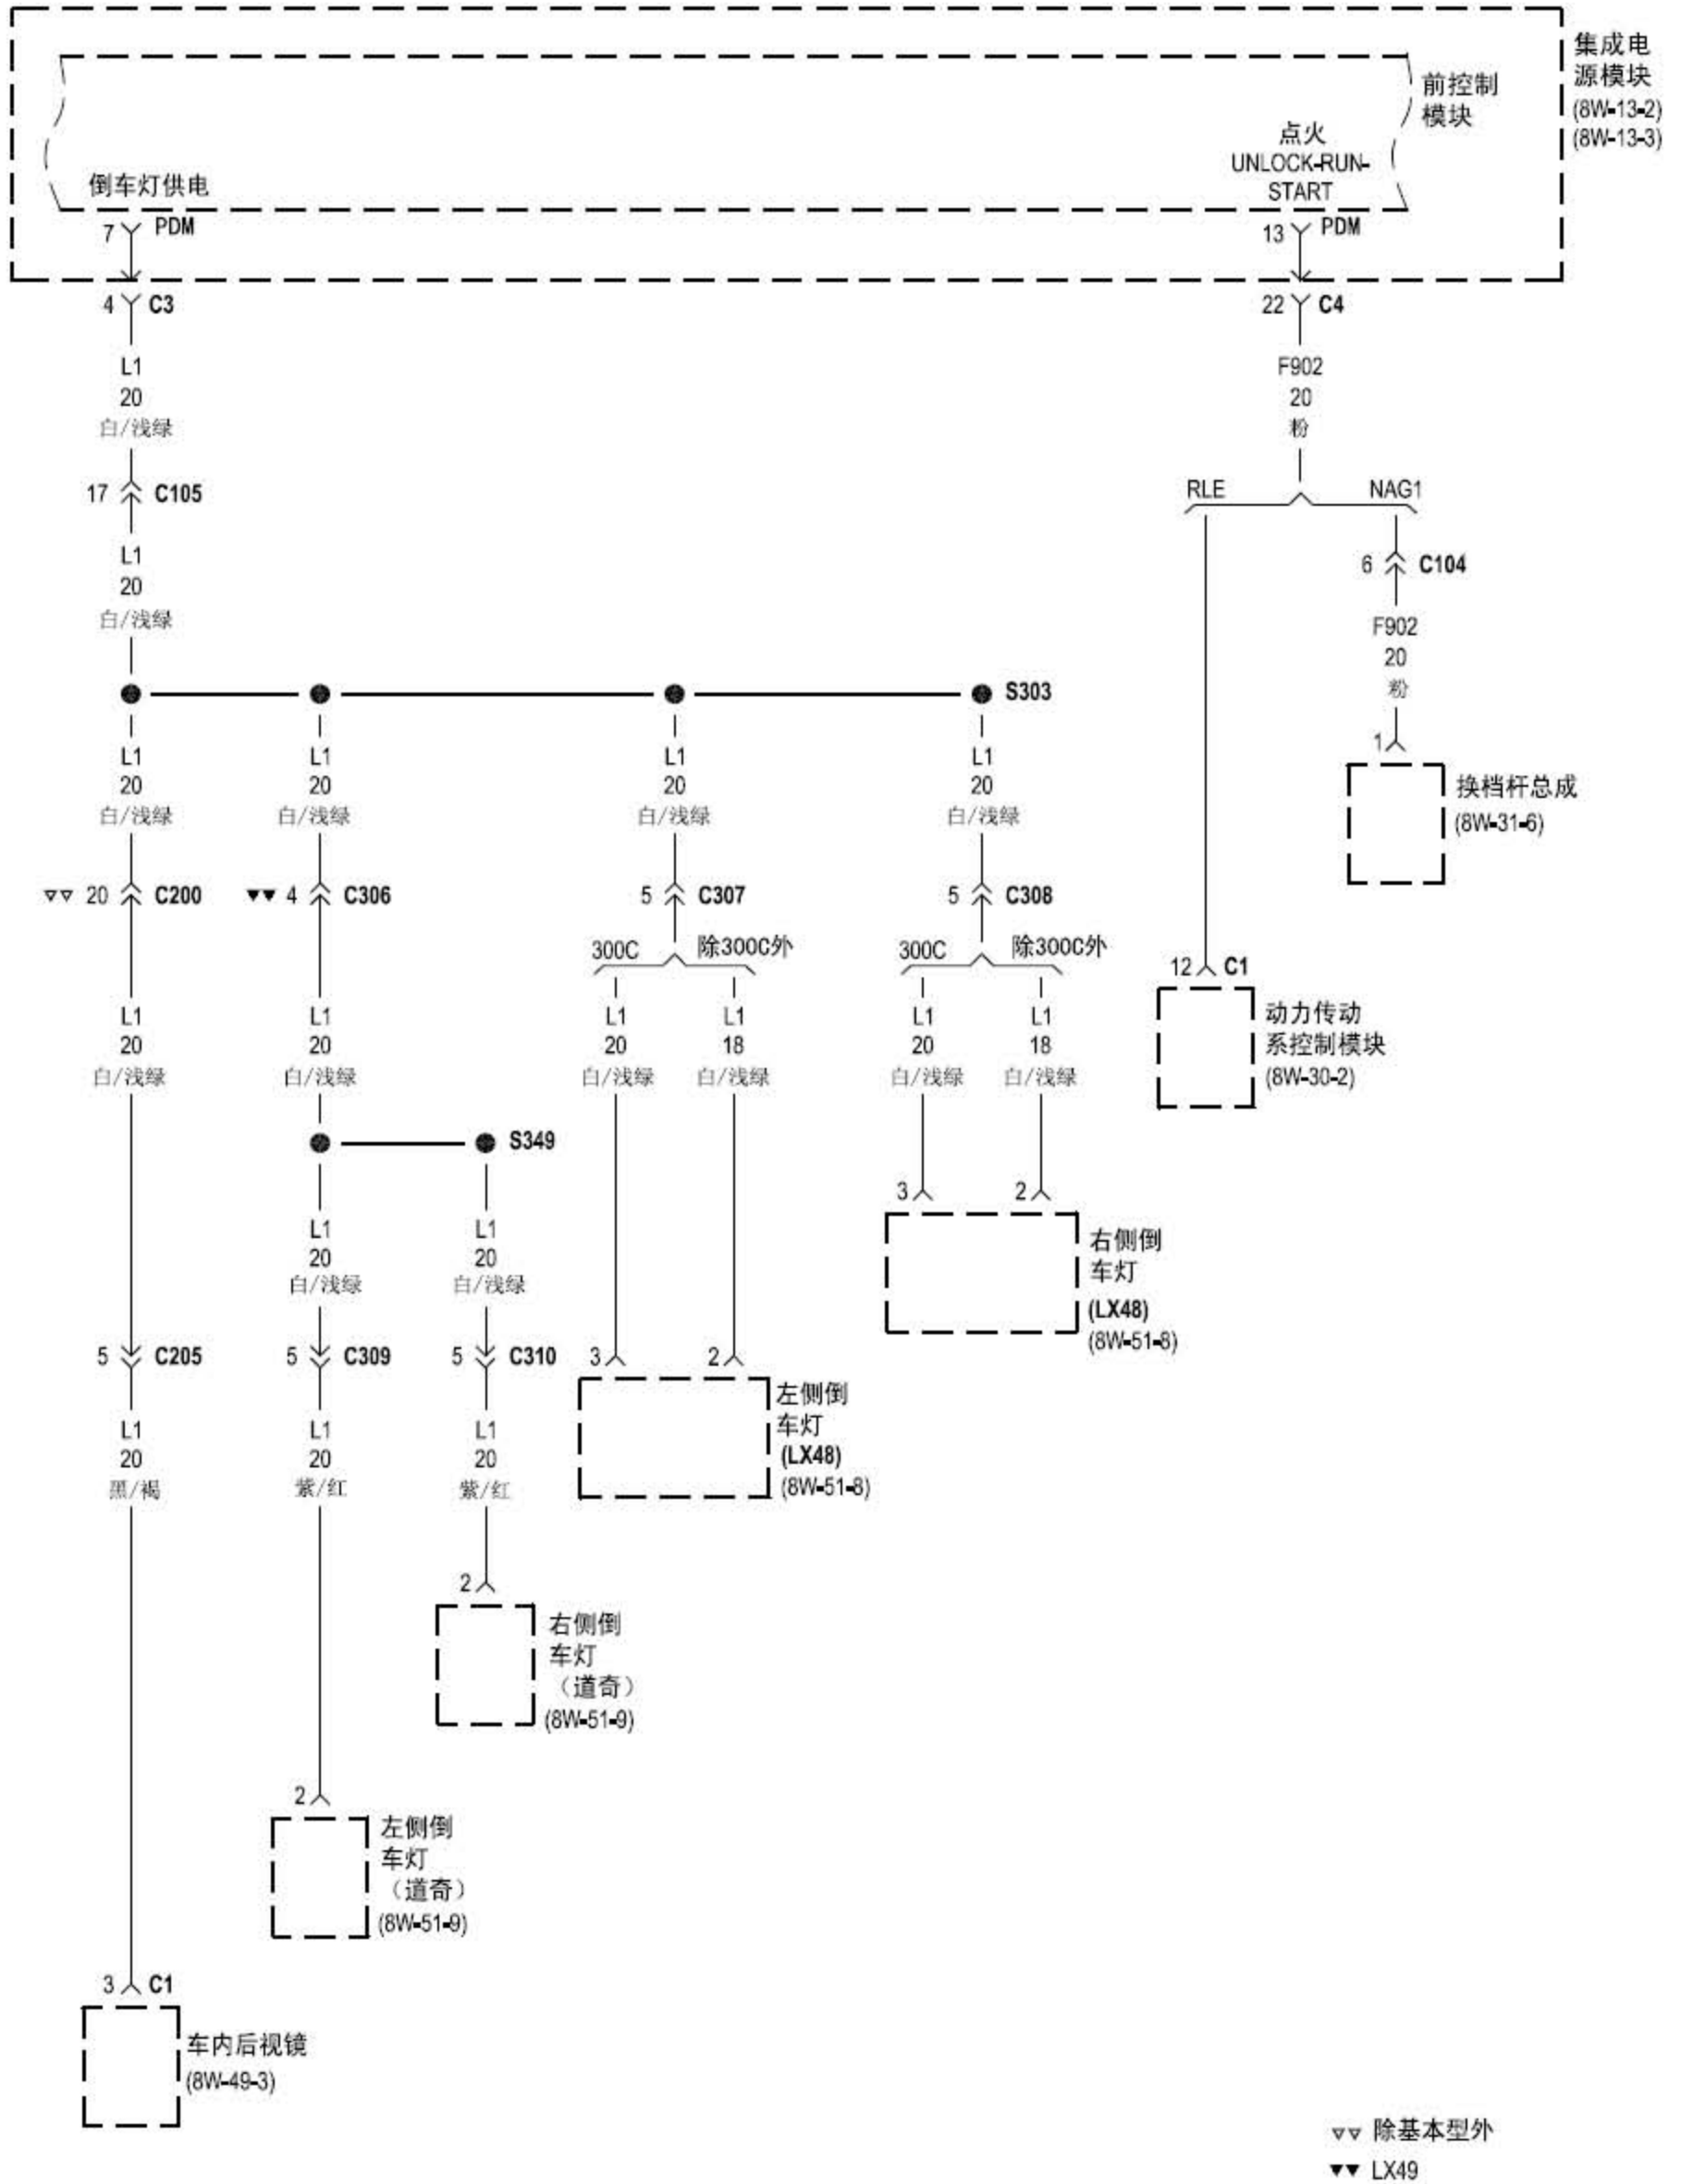 集成电
源模块
(8W-13-2)
(8W-13-3)
前控制
模块
点火
UNLOCK-RUN-
START
倒车灯供电
7 PDM
13 PDM
4 C3
22 C4
L1
20
白/浅绿
F902
20
粉
17 C105
RLE NAG1
L1
20
白/浅绿
6 C104
F902
20
粉
S303
1
换档杆总成
(8W-31-6)
L1 L1 L1 L1
20 20 20 20
白/浅绿 白/浅绿 白/浅绿 白/浅绿
▽▽ 20 C200 ▼▼ 4 C306 5 C307 5 C308
300C 除300C外 300C 除300C外
12 C1
动力传动
系控制模块
(8W-30-2)
L1 L1 L1 L1 L1 L1
20 20 20 18 20 18
白/浅绿 白/浅绿 白/浅绿 白/浅绿 白/浅绿 白/浅绿
S349
3 2
右侧倒
车灯
(LX48)
(8W-51-8)
L1 L1
20 20
白/浅绿 白/浅绿
5 C205 5 C309 5 C310 3 2
左侧倒
车灯
(LX48)
(8W-51-8)
L1 L1 L1
20 20 20
黑/褐 紫/红 紫/红
2
右侧倒
车灯
（道奇）
(8W-51-9)
2
左侧倒
车灯
（道奇）
(8W-51-9)
3 C1
车内后视镜
(8W-49-3)
▽▽ 除基本型外
▼▼ LX49